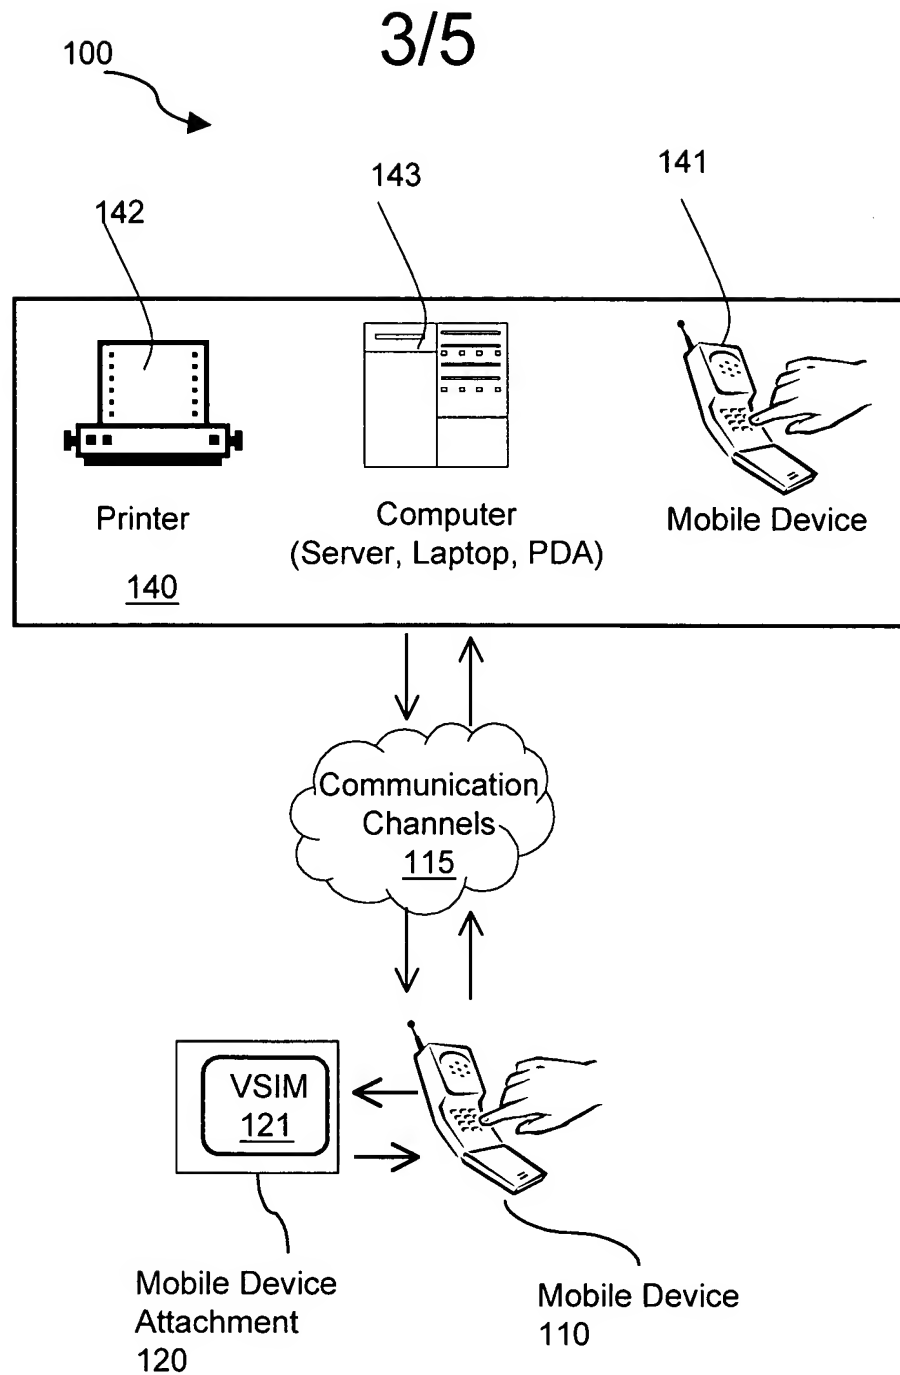 3/5
100
143
141
142
Printer
Computer
(Server, Laptop, PDA)
Mobile Device
140
Communication
Channels
115
VSIM
121
Mobile Device
Attachment
120
Mobile Device
110